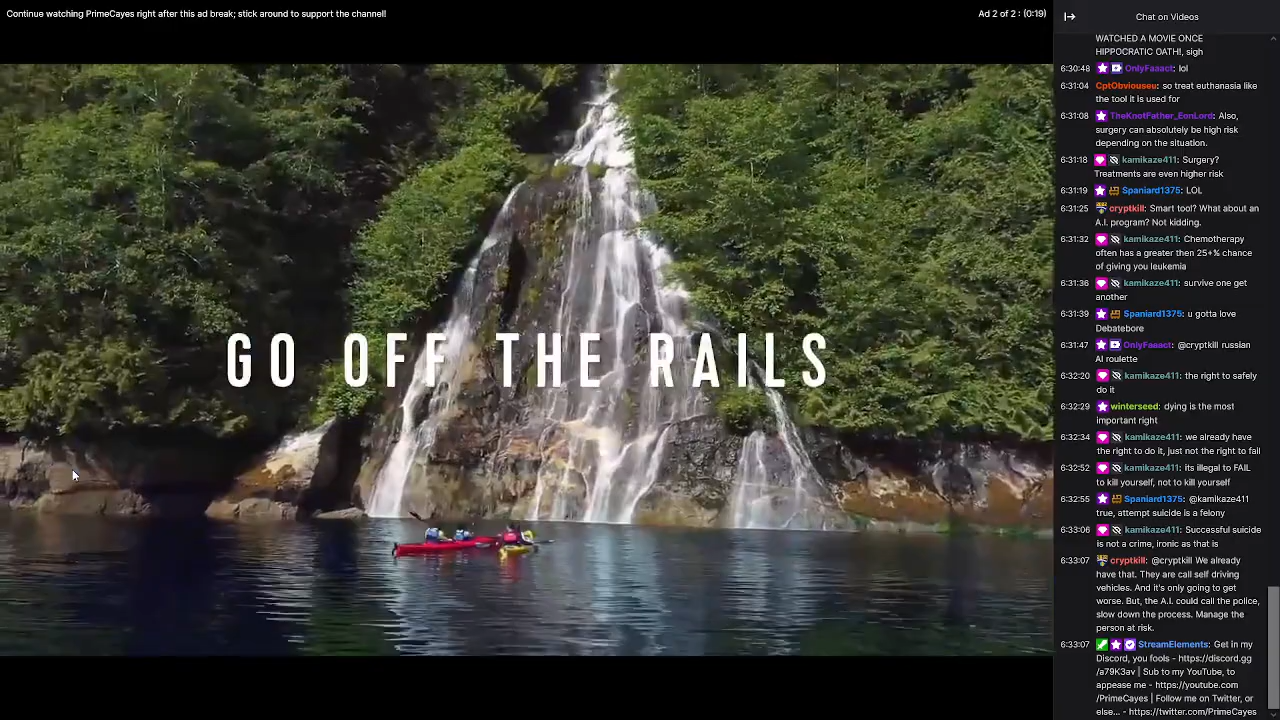 Continue watching PrimeCayes right after this ad break; stick around to support the channel!
Ad 2 of 2 : (0:19)
GO OFF THE RAILS
Chat on Videos
WATCHED A MOVIE ONCE
HIPPOCRATIC OATH!, sigh
6:30:48 OnlyFaaact: lol
6:31:04 CptObviouseu: so treat euthanasia like
the tool it is used for
6:31:08 TheKnotFather_EonLord: Also,
surgery can absolutely be high risk
depending on the situation.
6:31:18 kamikaze411: Surgery?
Treatments are even higher risk
6:31:19 Spaniard1375: LOL
6:31:25 cryptkill: Smart tool? What about an
A.I. program? Not kidding.
6:31:32 kamikaze411: Chemotherapy
often has a greater then 25+% chance
of giving you leukemia
6:31:36 kamikaze411: survive one get
another
6:31:39 Spaniard1375: u gotta love
Debatebore
6:31:47 OnlyFaaact: @cryptkill russian
AI roulette
6:32:20 kamikaze411: the right to safely
do it
6:32:29 winterseed: dying is the most
important right
6:32:34 kamikaze411: we already have
the right to do it, just not the right to fail
6:32:52 kamikaze411: its illegal to FAIL
to kill yourself, not to kill yourself
6:32:55 Spaniard1375: @kamikaze411
true, attempt suicide is a felony
6:33:06 kamikaze411: Successful suicide
is not a crime, ironic as that is
6:33:07 cryptkill: @cryptkill We already
have that. They are call self driving
vehicles. And it's only going to get
worse. But, the A.I. could call the police,
slow down the process. Manage the
person at risk.
6:33:07 StreamElements: Get in my
Discord, you fools - https://discord.gg
/a79K3av | Sub to my YouTube, to
appease me - https://youtube.com
/PrimeCayes | Follow me on Twitter, or
else... - https://twitter.com/PrimeCayes